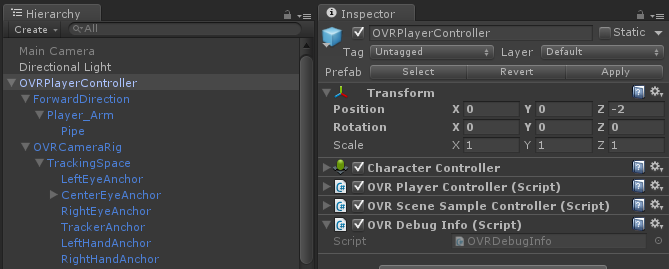 Hierarchy
Create
All
Main Camera
Directional Light
OVRPlayerController
ForwardDirection
Player_Arm
Pipe
OVRCameraRig
TrackingSpace
LeftEyeAnchor
CenterEyeAnchor
RightEyeAnchor
TrackerAnchor
LeftHandAnchor
RightHandAnchor
Inspector
OVRPlayerController Static
Tag Untagged Layer Default
Prefab Select Revert Apply
Transform
Position X 0 Y 0 Z -2
Rotation X 0 Y 0 Z 0
Scale X 1 Y 1 Z 1
Character Controller
OVR Player Controller (Script)
OVR Scene Sample Controller (Script)
OVR Debug Info (Script)
Script OVRDebugInfo